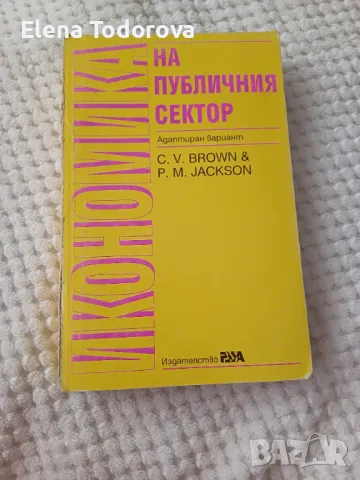 Elena Todorova
ИКОНОМИКА
НА
ПУБЛИЧНИЯ
СЕКТОР
Адаптиран вариант
C. V. BROWN &
P. M. JACKSON
Издателство
BAZAR